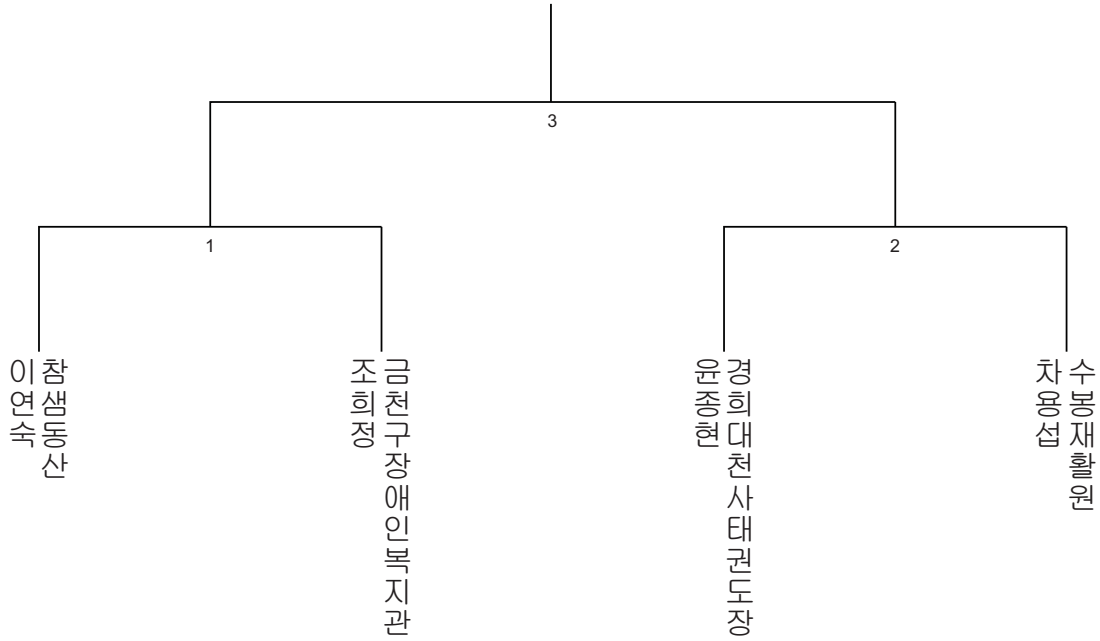 3
1
2
참샘동산
이연숙
금천구장애인복지관
조희정
경희대천사태권도장
윤종현
수봉재활원
차용섭